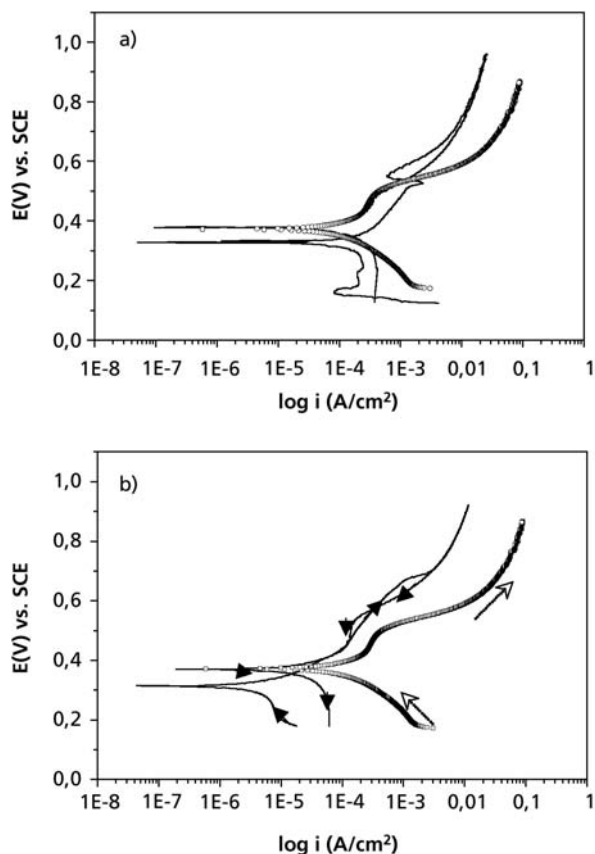 a)
E(V) vs. SCE
1,0
0,8
0,6
0,4
0,2
0,0
1E-8 1E-7 1E-6 1E-5 1E-4 1E-3 0,01 0,1 1
log i (A/cm²)
b)
E(V) vs. SCE
1,0
0,8
0,6
0,4
0,2
0,0
1E-8 1E-7 1E-6 1E-5 1E-4 1E-3 0,01 0,1 1
log i (A/cm²)